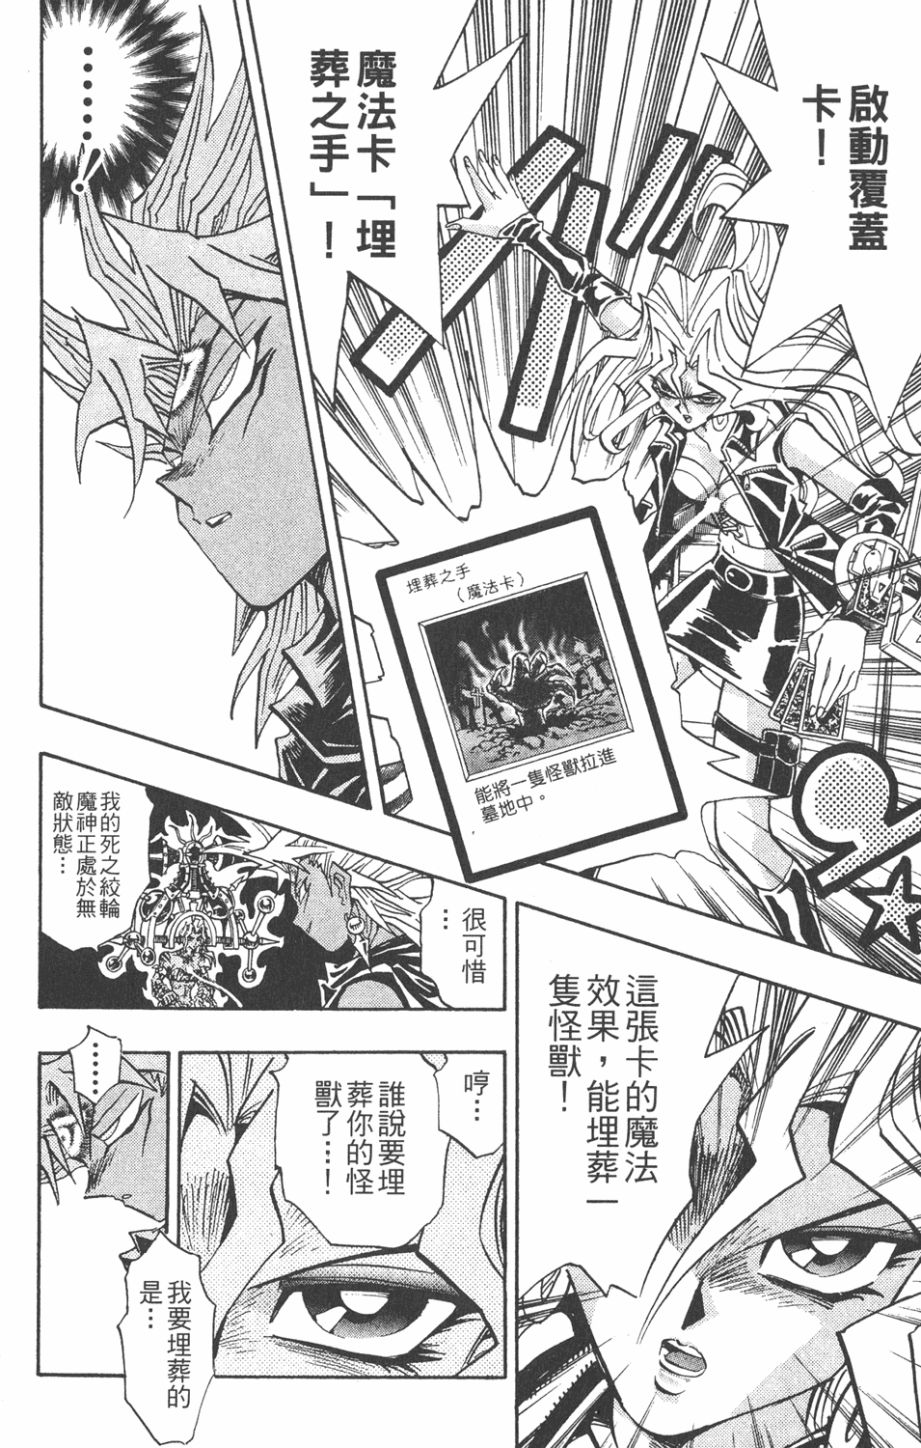 啟動覆蓋
卡！
魔法卡「埋
葬之手」！
……！
埋葬之手
（魔法卡）
能將一隻怪獸拉進
墓地中。
這張卡的魔法
效果，能埋葬一
隻怪獸！
很可惜
…
我的死之絞輪
魔神正處於無
敵狀態…
哼…
誰說要埋
葬你的怪
獸了…！
……
我要埋葬的
是…